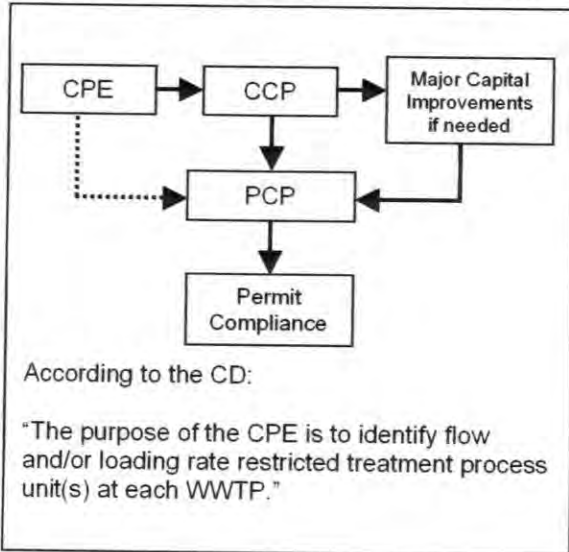 CPE
CCP
Major Capital
Improvements
if needed
PCP
Permit
Compliance
According to the CD:
"The purpose of the CPE is to identify flow
and/or loading rate restricted treatment process
unit(s) at each WWTP."